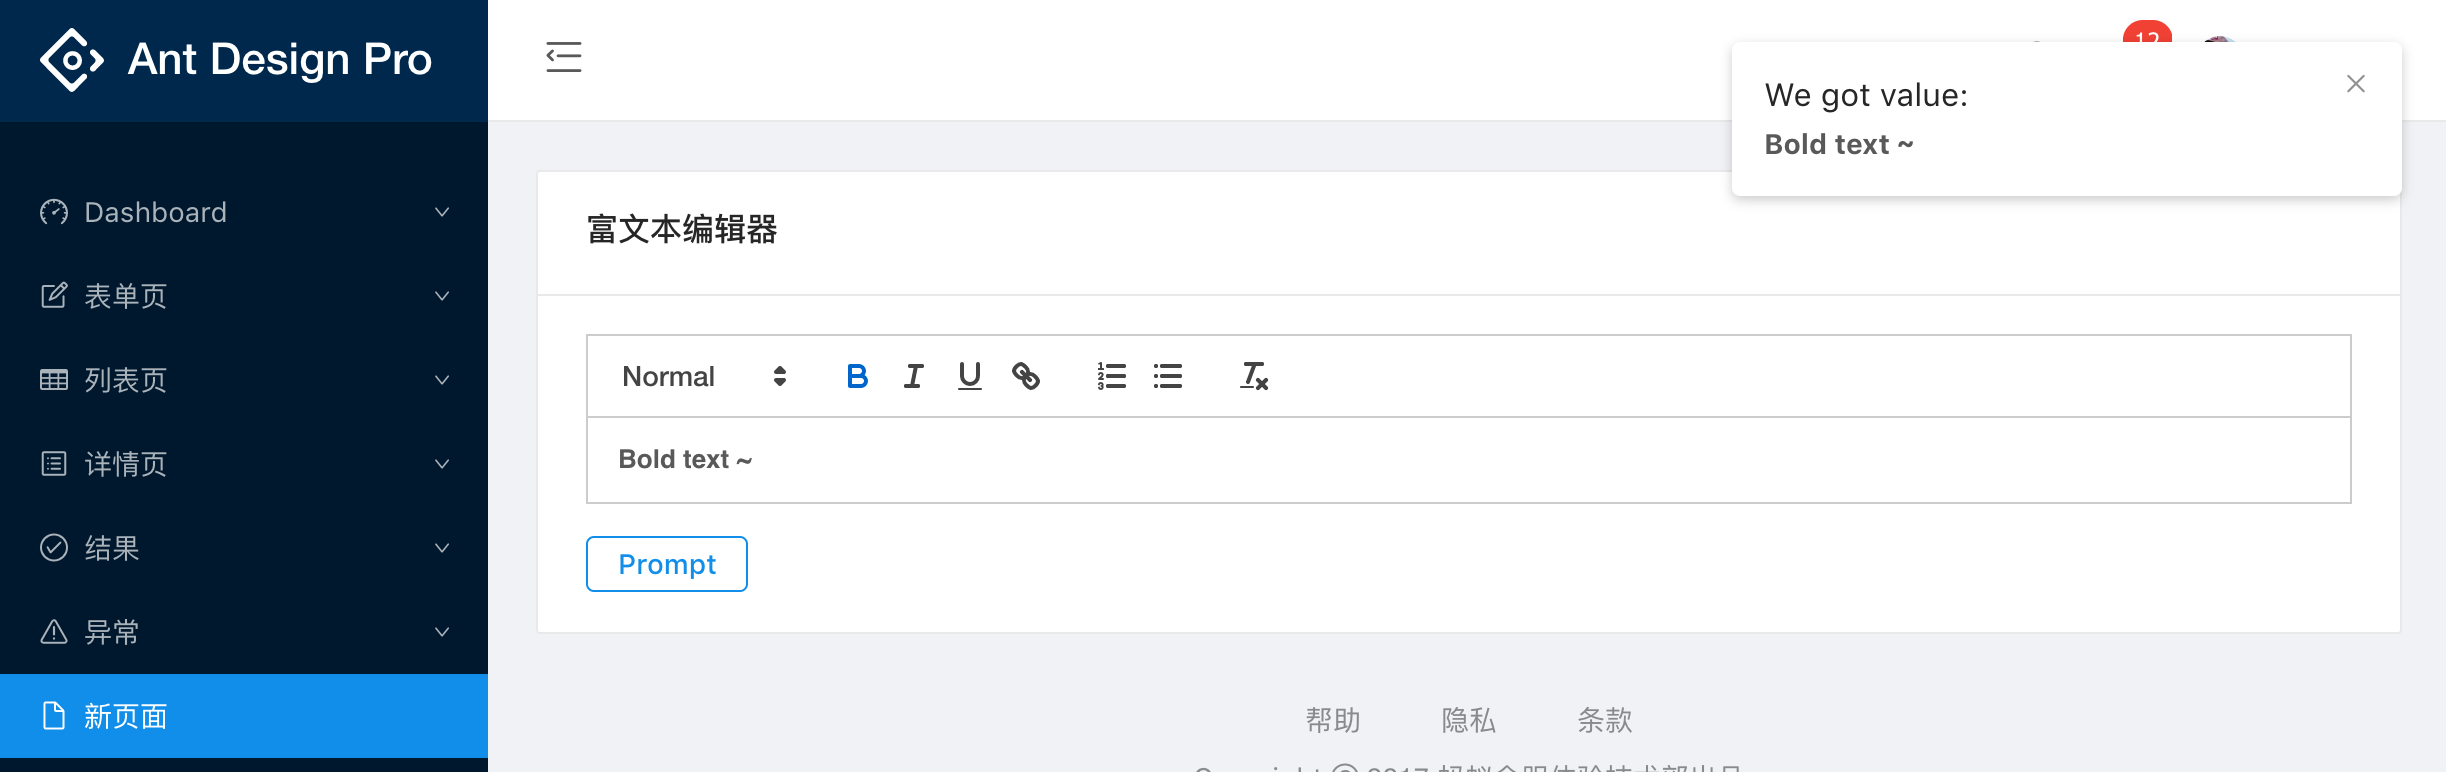 Ant Design Pro
Dashboard
表单页
列表页
详情页
结果
异常
新页面
12
We got value:
Bold text ~
富文本编辑器
Normal
Bold text ~
Prompt
帮助 隐私 条款